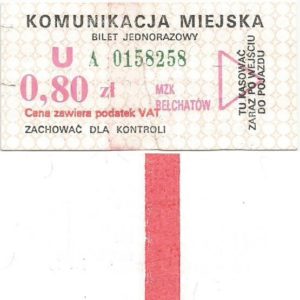 KOMUNIKACJA MIEJSKA
BILET JEDNORAZOWY
U
A 0158258
0,80 zł
MZK
BEŁCHATÓW
Cena zawiera podatek VAT
ZACHOWAĆ DLA KONTROLI
TU KASOWAĆ
ZARAZ PO WEJŚCIU
DO POJAZDU